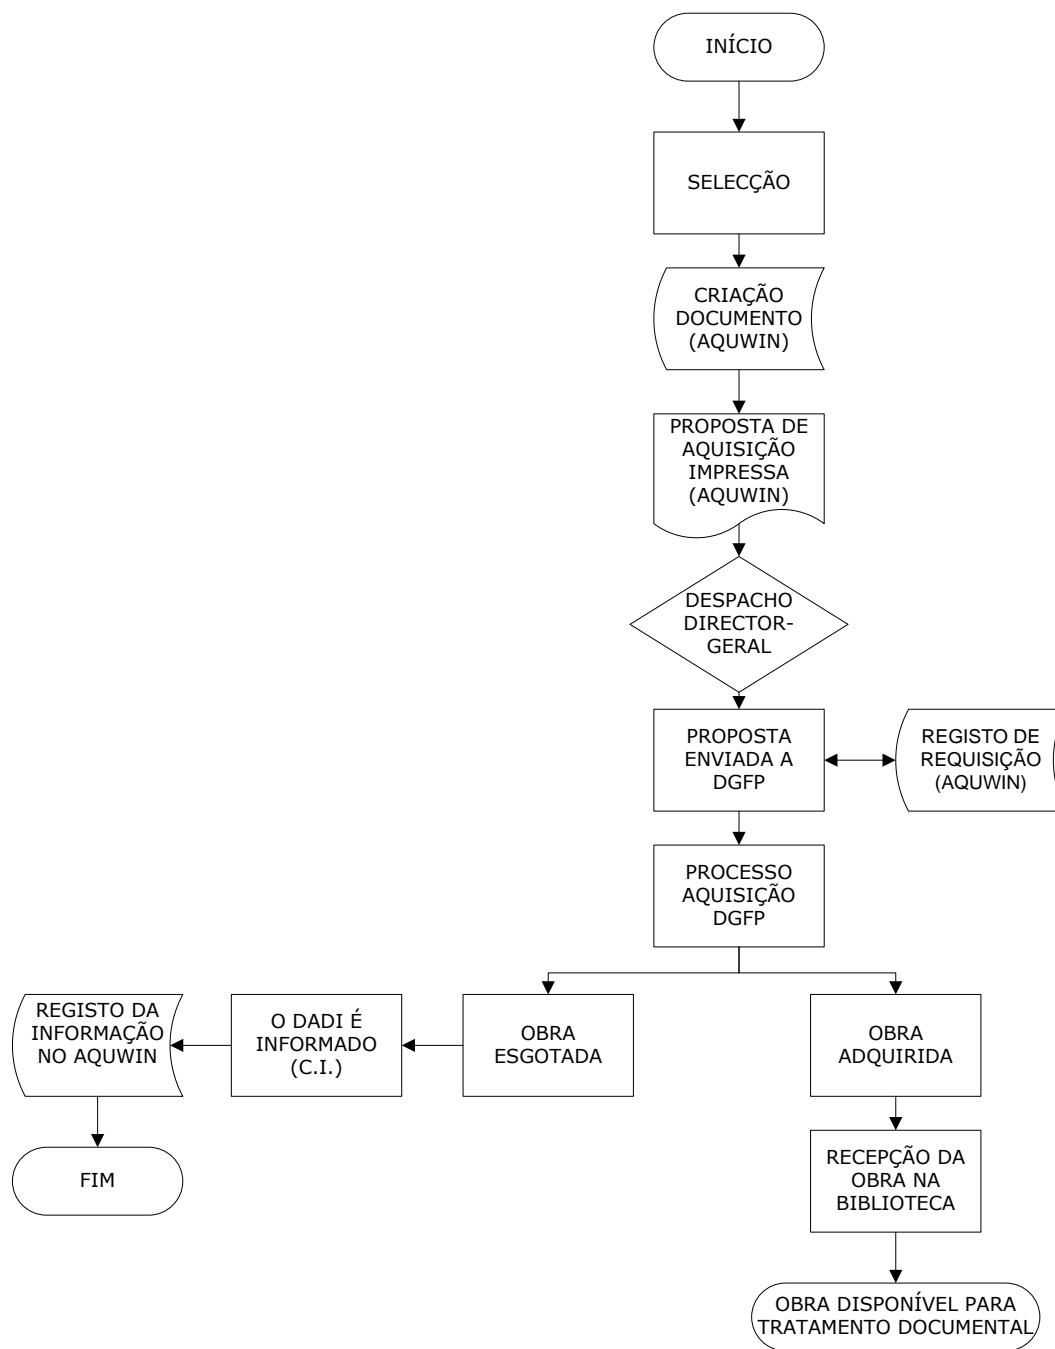 INÍCIO
SELECÇÃO
CRIAÇÃO
DOCUMENTO
(AQUWIN)
PROPOSTA DE
AQUISIÇÃO
IMPRESSA
(AQUWIN)
DESPACHO
DIRECTOR-
GERAL
PROPOSTA
ENVIADA A
DGFP
REGISTO DE
REQUISIÇÃO
(AQUWIN)
PROCESSO
AQUISIÇÃO
DGFP
REGISTO DA
INFORMAÇÃO
NO AQUWIN
O DADI É
INFORMADO
(C.I.)
OBRA
ESGOTADA
OBRA
ADQUIRIDA
FIM
RECEPÇÃO DA
OBRA NA
BIBLIOTECA
OBRA DISPONÍVEL PARA
TRATAMENTO DOCUMENTAL